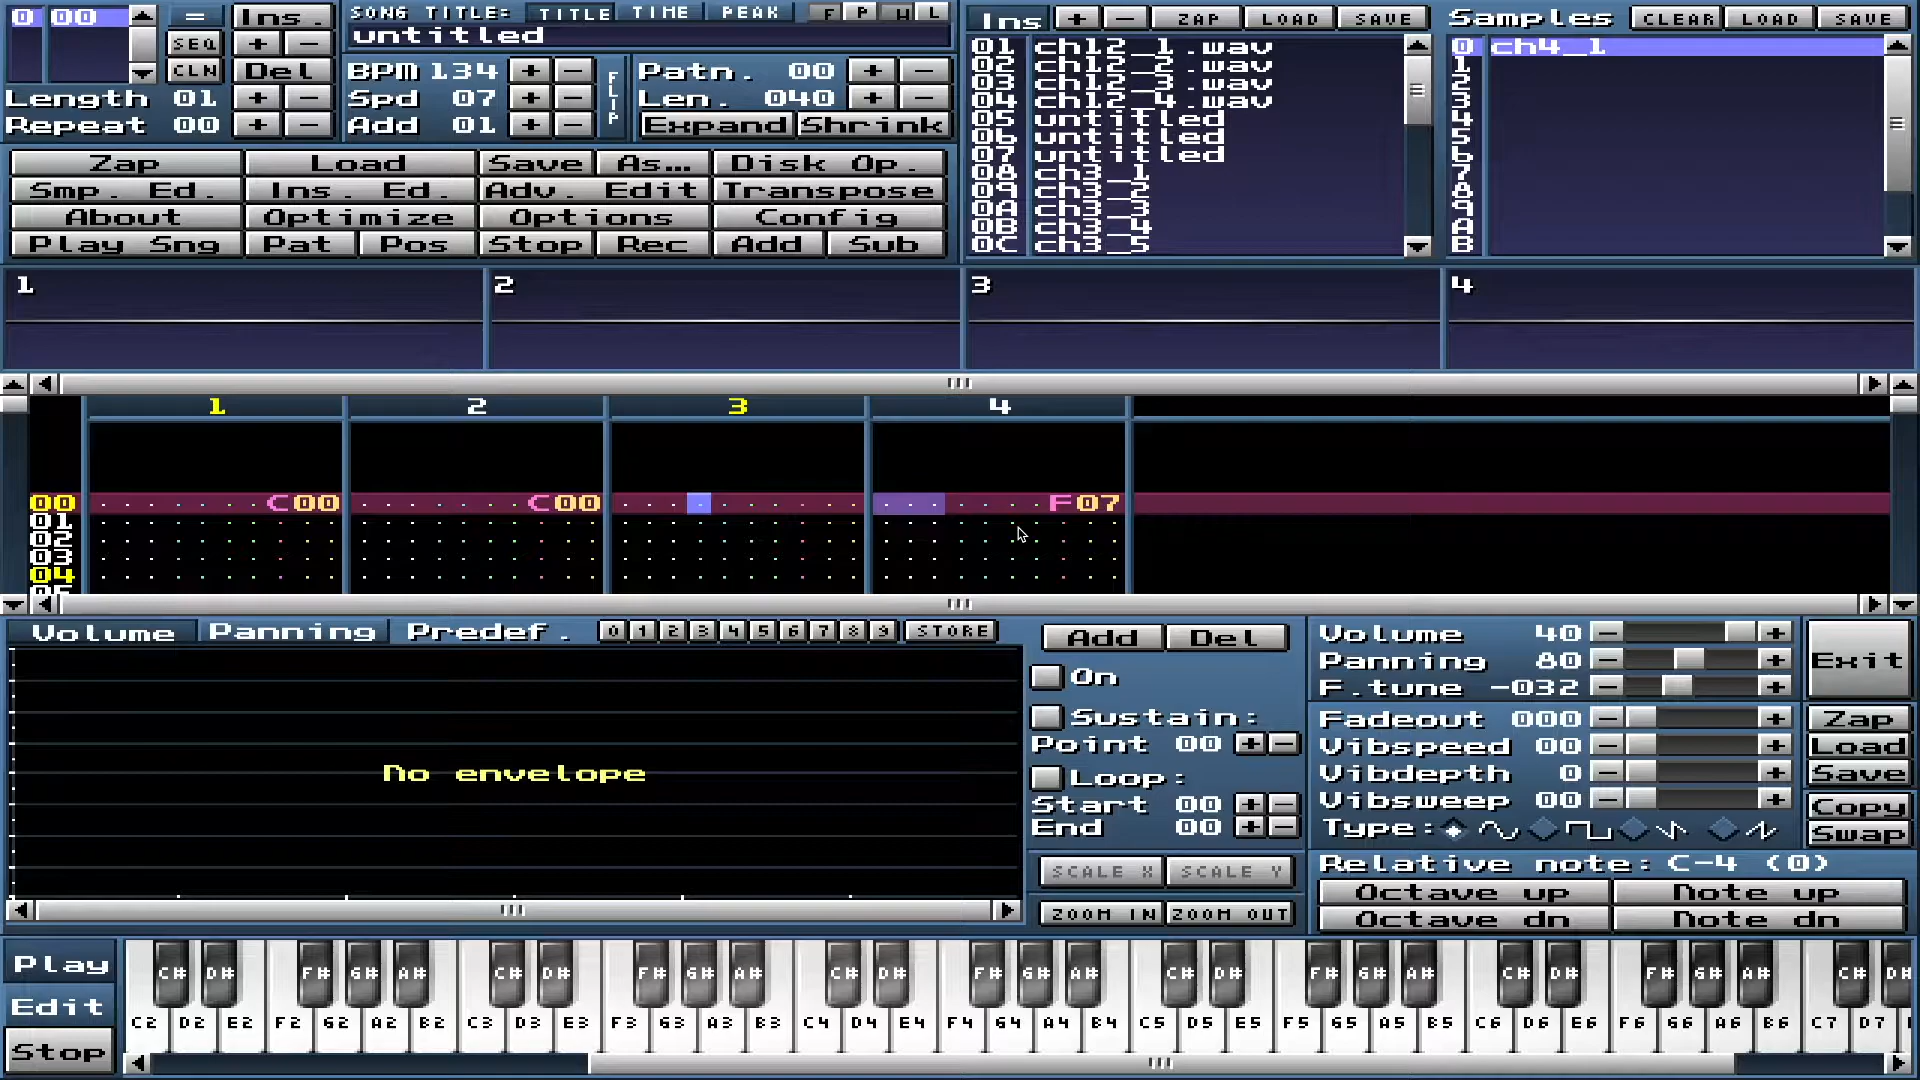 0 00 = Ins.
SEQ + -
CLN Del
Length 01 + -
Repeat 00 + -
SONG TITLE: TITLE TIME PEAK F P W L
untitled
BPM 134 + -
Spd 07 + -
Add 01 + -
FLIP
Patn. 00 + -
Len. 040 + -
Expand Shrink
Zap Load Save As... Disk Op.
Smp. Ed. Ins. Ed. Adv. Edit Transpose
About Optimize Options Config
Play Sng Pat Pos Stop Rec Add Sub
Ins + - ZAP LOAD SAVE
01 ch12_1.wav
02 ch12_2.wav
03 ch12_3.wav
04 ch12_4.wav
05 untitled
06 untitled
07 untitled
08 ch3_1
09 ch3_2
0A ch3_3
0B ch3_4
0C ch3_5
Samples CLEAR LOAD SAVE
0 ch4_1
1
2
3
4
5
6
7
8
9
A
B
1 2 3 4
1 2 3 4
00 C00 C00 F07
01
02
03
04
Volume Panning Predef. 0 1 2 3 4 5 6 7 8 9 STORE
No envelope
Add Del
On
Sustain:
Point 00 + -
Loop:
Start 00 + -
End 00 + -
SCALE X SCALE Y
ZOOM IN ZOOM OUT
Volume 40 - +
Panning 80 - +
F.tune -032 - +
Fadeout 000 - +
Vibspeed 00 - +
Vibdepth 0 - +
Vibsweep 00 - +
Type:
Relative note: C-4 (0)
Octave up Note up
Octave dn Note dn
Exit
Zap
Load
Save
Copy
Swap
Play
Edit
Stop
C# D# F# G# A# C# D# F# G# A# C# D# F# G# A# C# D# F# G# A# C# D# F# G# A# C#
C2 D2 E2 F2 G2 A2 B2 C3 D3 E3 F3 G3 A3 B3 C4 D4 E4 F4 G4 A4 B4 C5 D5 E5 F5 G5 A5 B5 C6 D6 E6 F6 G6 A6 B6 C7 D7